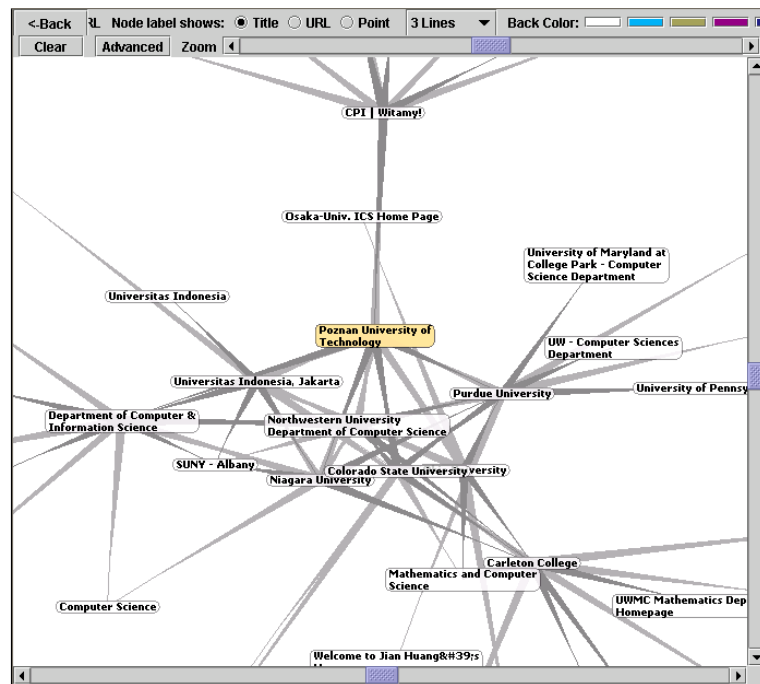 <-Back
RL Node label shows: Title URL Point 3 Lines Back Color:
Clear Advanced Zoom
CPI | Witamy!
Osaka-Univ. ICS Home Page
University of Maryland at
College Park - Computer
Science Department
Universitas Indonesia
Poznan University of
Technology
UW - Computer Sciences
Department
Universitas Indonesia, Jakarta
Purdue University
University of Pennsy
Department of Computer &
Information Science
Northwestern University
Department of Computer Science
SUNY - Albany
Colorado State University
versity
Niagara University
Carleton College
Mathematics and Computer
Science
UWMC Mathematics Dep
Homepage
Computer Science
Welcome to Jian Huang&#39;s